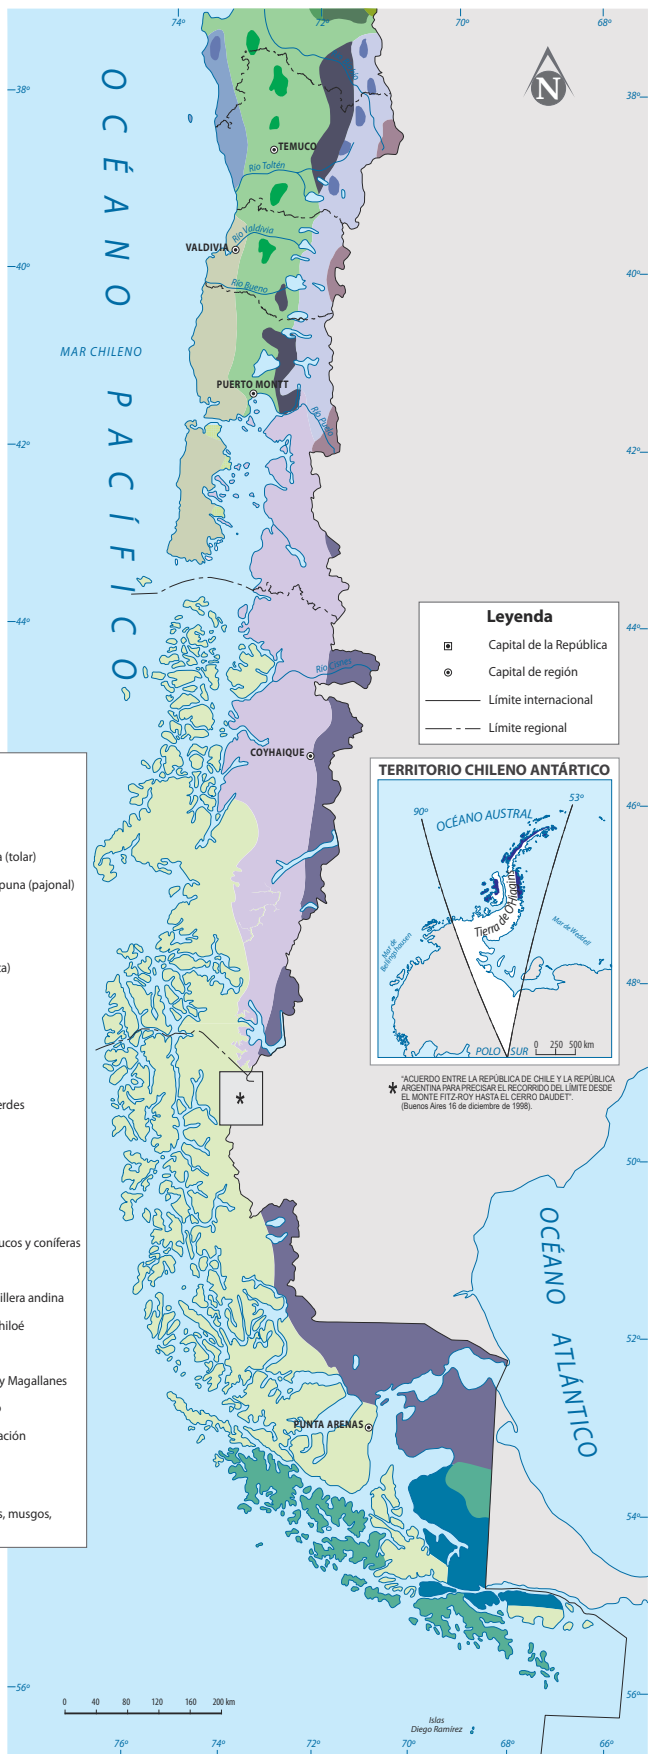 74º
72º
70º
68º
38º
38º
OCÉANO PACÍFICO
N
TEMUCO
Río Toltén
Río Valdivia
VALDIVIA
Río Bueno
40º
40º
MAR CHILENO
PUERTO MONTT
Río Puelo
42º
42º
44º
44º
Leyenda
Capital de la República
Capital de región
Límite internacional
Límite regional
Río Cisnes
COYHAIQUE
TERRITORIO CHILENO ANTÁRTICO
90º
53º
OCÉANO AUSTRAL
Tierra de O'Higgins
Mar de Bellingshausen
Mar de Weddell
POLO SUR
0 250 500 km
46º
a (tolar)
puna (pajonal)
ta)
48º
* "ACUERDO ENTRE LA REPÚBLICA DE CHILE Y LA REPÚBLICA
ARGENTINA PARA PRECISAR EL RECORRIDO DEL LÍMITE DESDE
EL MONTE FITZ-ROY HASTA EL CERRO DAUDET".
(Buenos Aires 16 de diciembre de 1998).
*
erdes
50º
OCÉANO ATLÁNTICO
ucos y coníferas
illera andina
hiloé
52º
y Magallanes
o
ación
PUNTA ARENAS
s, musgos,
54º
56º
56º
0 40 80 120 160 200 km
Islas
Diego Ramírez
76º
74º
72º
70º
68º
66º